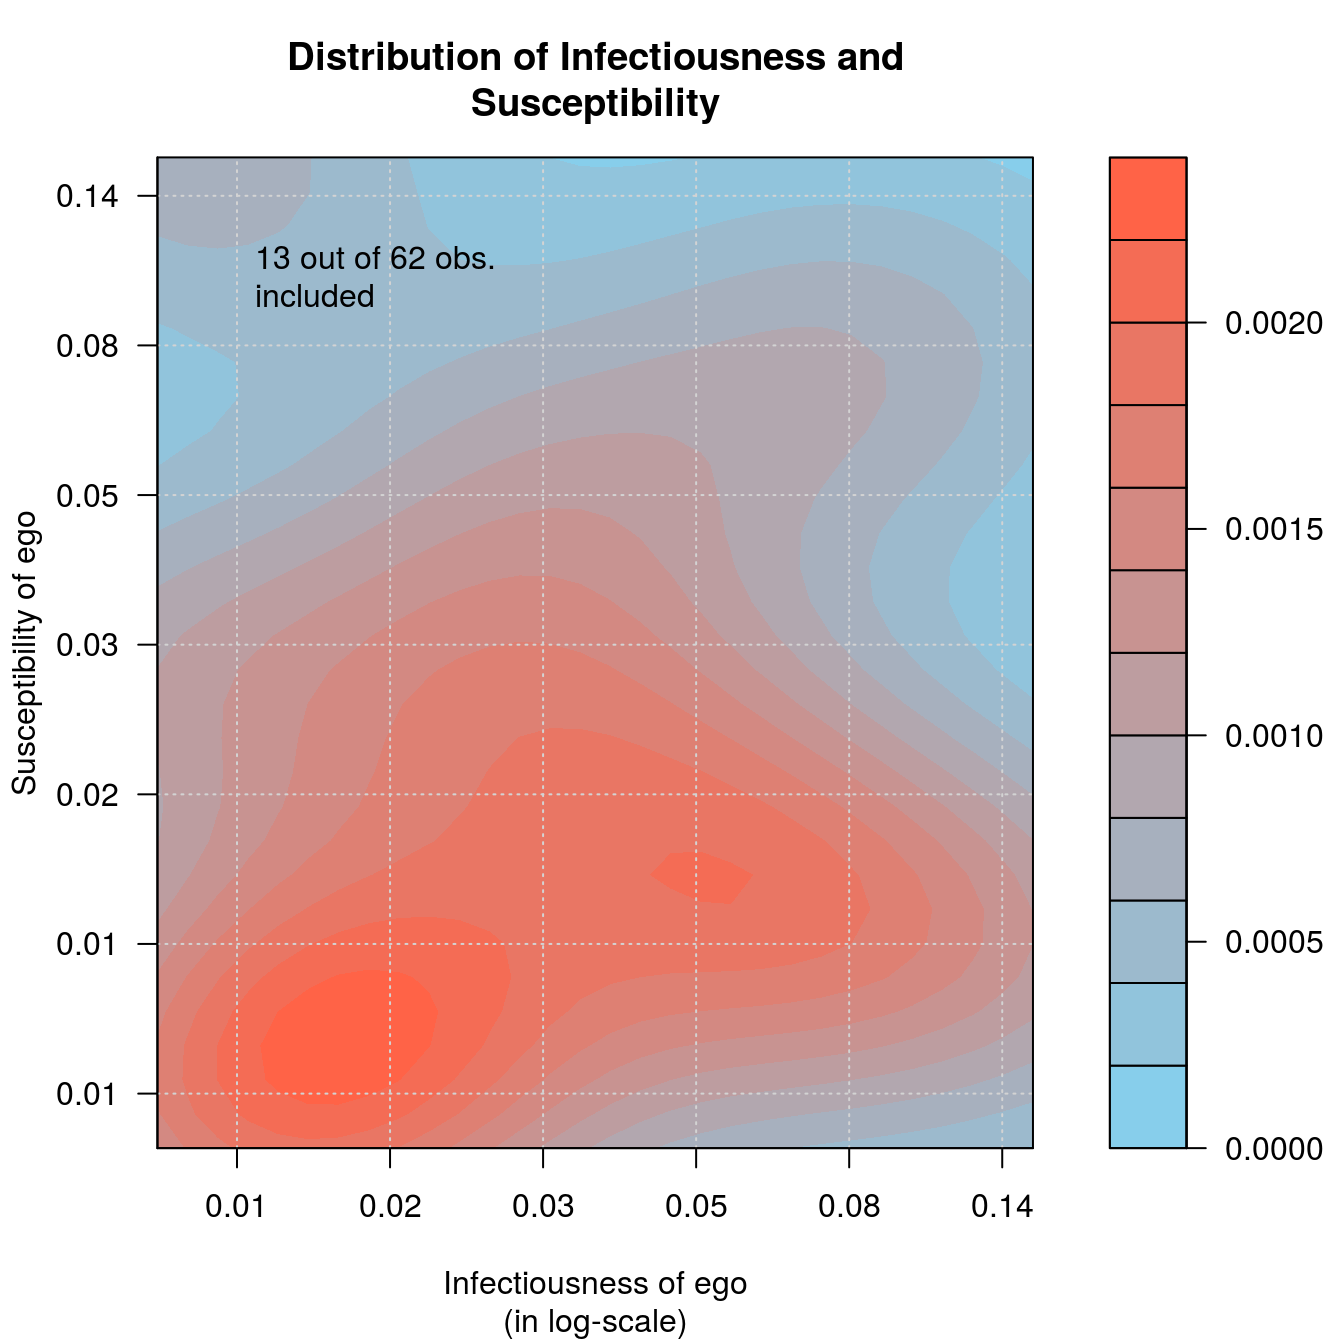 Distribution of Infectiousness and
Susceptibility
13 out of 62 obs.
included
Susceptibility of ego
0.14
0.08
0.05
0.03
0.02
0.01
0.01
0.01
0.02
0.03
0.05
0.08
0.14
Infectiousness of ego
(in log-scale)
0.0020
0.0015
0.0010
0.0005
0.0000